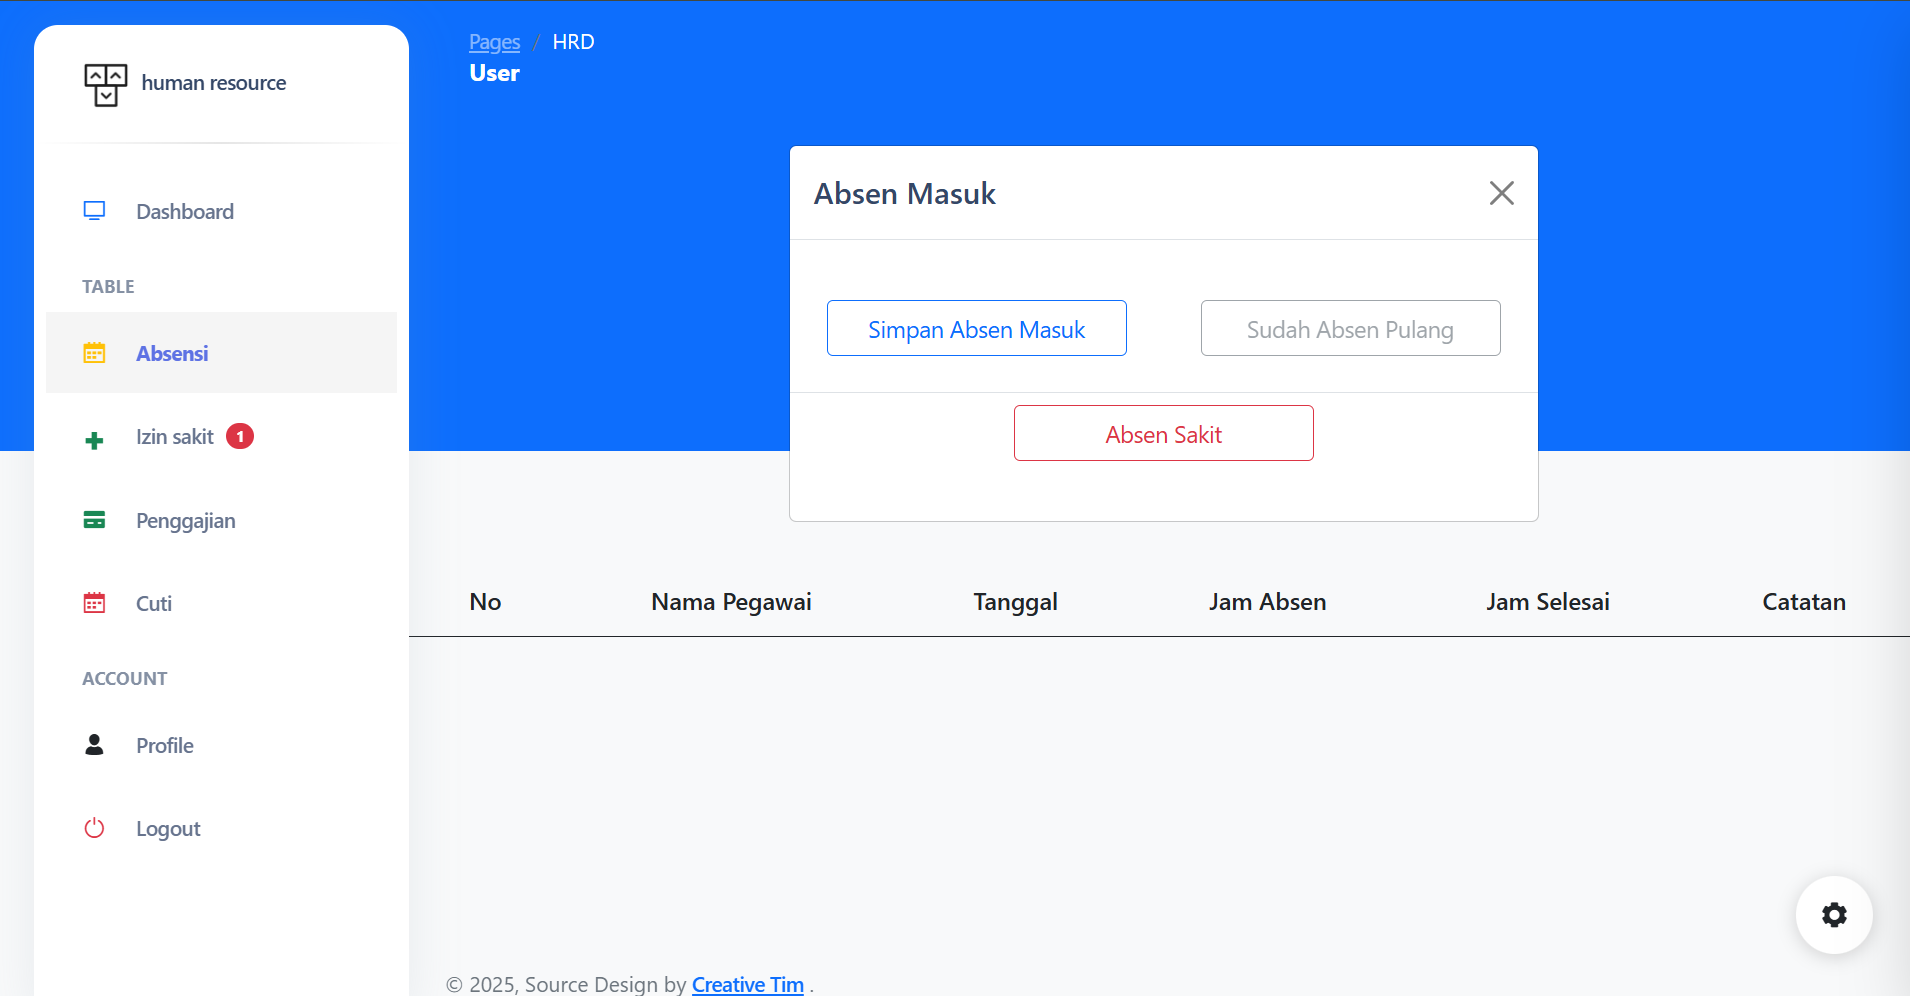 human resource
Dashboard
TABLE
Absensi
Izin sakit 1
Penggajian
Cuti
ACCOUNT
Profile
Logout
Pages / HRD
User
Absen Masuk
Simpan Absen Masuk
Sudah Absen Pulang
Absen Sakit
No Nama Pegawai Tanggal Jam Absen Jam Selesai Catatan
© 2025, Source Design by Creative Tim .